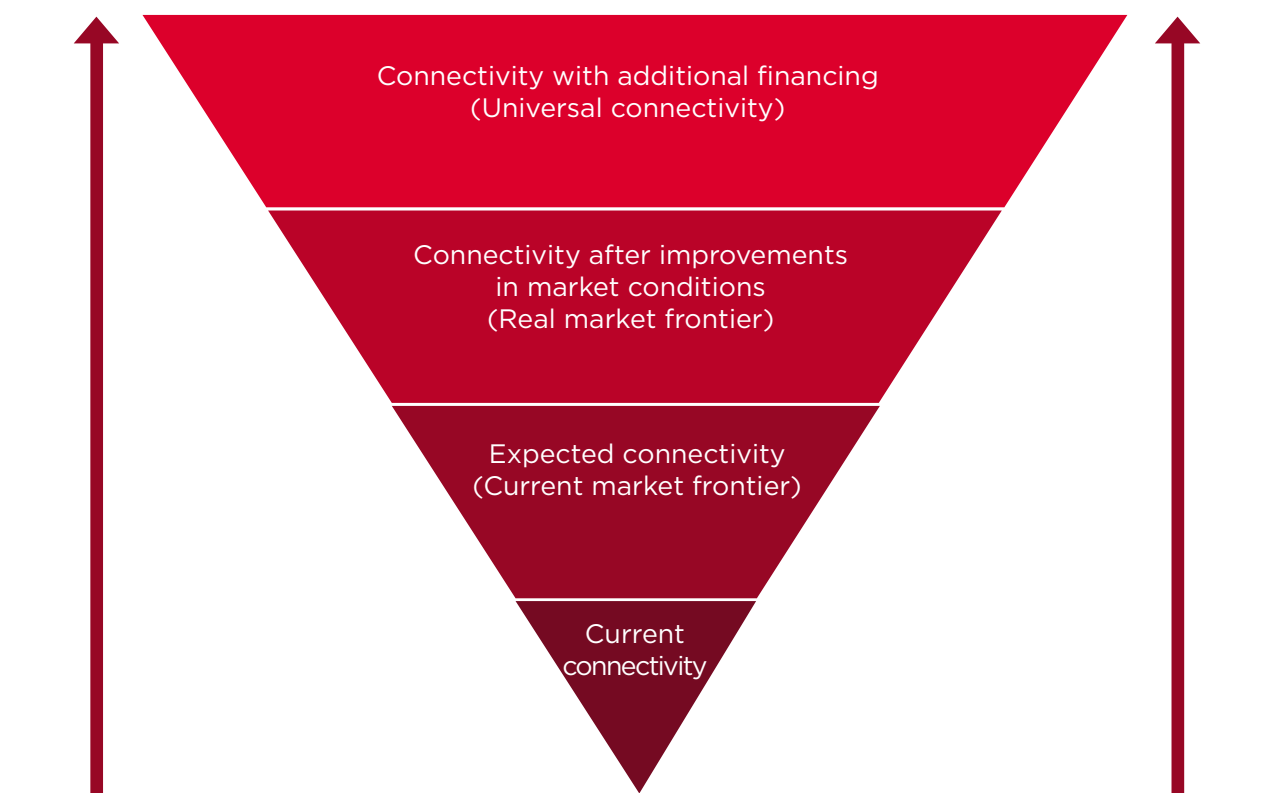 Connectivity with additional financing
(Universal connectivity)
Connectivity after improvements
in market conditions
(Real market frontier)
Expected connectivity
(Current market frontier)
Current
connectivity